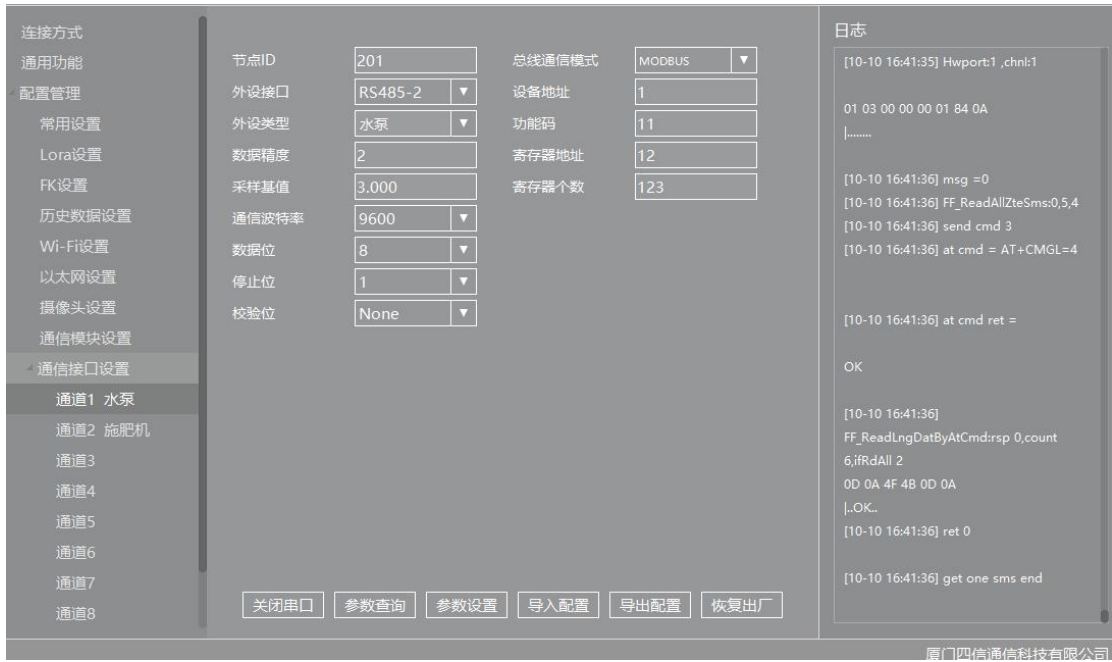 连接方式
通用功能
配置管理
常用设置
Lora设置
FK设置
历史数据设置
Wi-Fi设置
以太网设置
摄像头设置
通信模块设置
通信接口设置
通道1 水泵
通道2 施肥机
通道3
通道4
通道5
通道6
通道7
通道8
节点ID 201 总线通信模式 MODBUS
外设接口 RS485-2 设备地址 1
外设类型 水泵 功能码 11
数据精度 2 寄存器地址 12
采样基值 3.000 寄存器个数 123
通信波特率 9600
数据位 8
停止位 1
校验位 None
关闭串口 参数查询 参数设置 导入配置 导出配置 恢复出厂
日志
[10-10 16:41:35] Hwport:1 ,chnl:1
01 03 00 00 00 01 84 0A
|........
[10-10 16:41:36] msg =0
[10-10 16:41:36] FF_ReadAllZteSms:0,5,4
[10-10 16:41:36] send cmd 3
[10-10 16:41:36] at cmd = AT+CMGL=4
[10-10 16:41:36] at cmd ret =
OK
[10-10 16:41:36]
FF_ReadLngDatByAtCmd:rsp 0,count
6,ifRdAll 2
0D 0A 4F 4B 0D 0A
|..OK..
[10-10 16:41:36] ret 0
[10-10 16:41:36] get one sms end
厦门四信通信科技有限公司